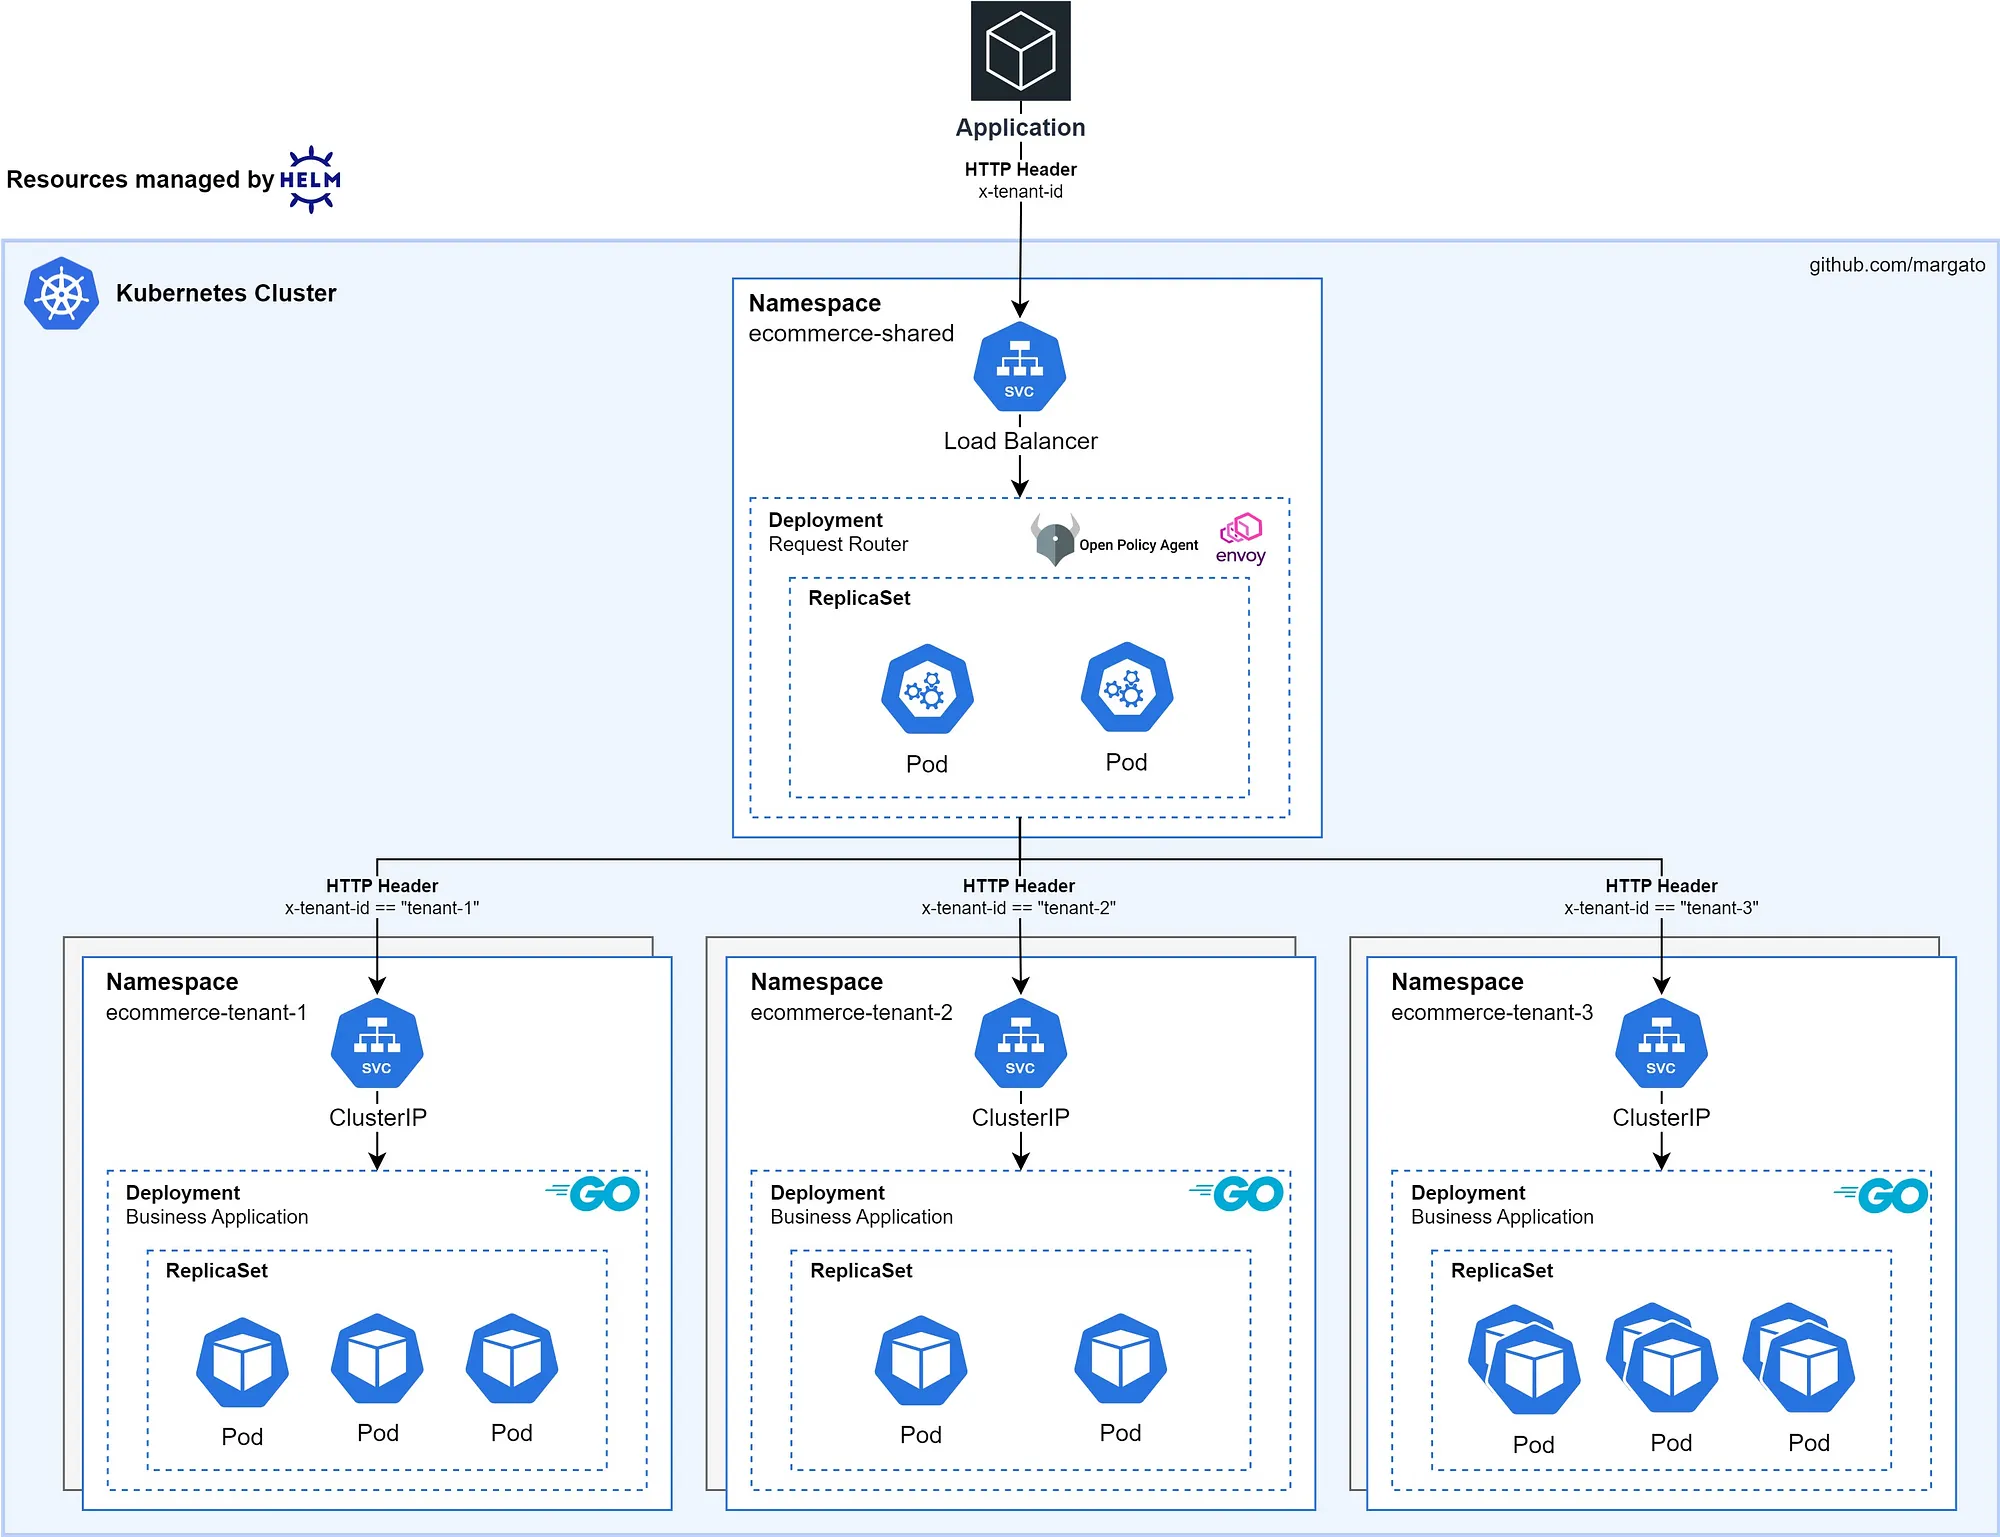 Application
HTTP Header
x-tenant-id
Resources managed by HELM
Kubernetes Cluster
github.com/margato
Namespace
ecommerce-shared
SVC
Load Balancer
Deployment
Request Router
Open Policy Agent
envoy
ReplicaSet
Pod
Pod
HTTP Header
x-tenant-id == "tenant-1"
HTTP Header
x-tenant-id == "tenant-2"
HTTP Header
x-tenant-id == "tenant-3"
Namespace
ecommerce-tenant-1
SVC
ClusterIP
Deployment
Business Application
GO
ReplicaSet
Pod
Pod
Pod
Namespace
ecommerce-tenant-2
SVC
ClusterIP
Deployment
Business Application
GO
ReplicaSet
Pod
Pod
Namespace
ecommerce-tenant-3
SVC
ClusterIP
Deployment
Business Application
GO
ReplicaSet
Pod
Pod
Pod